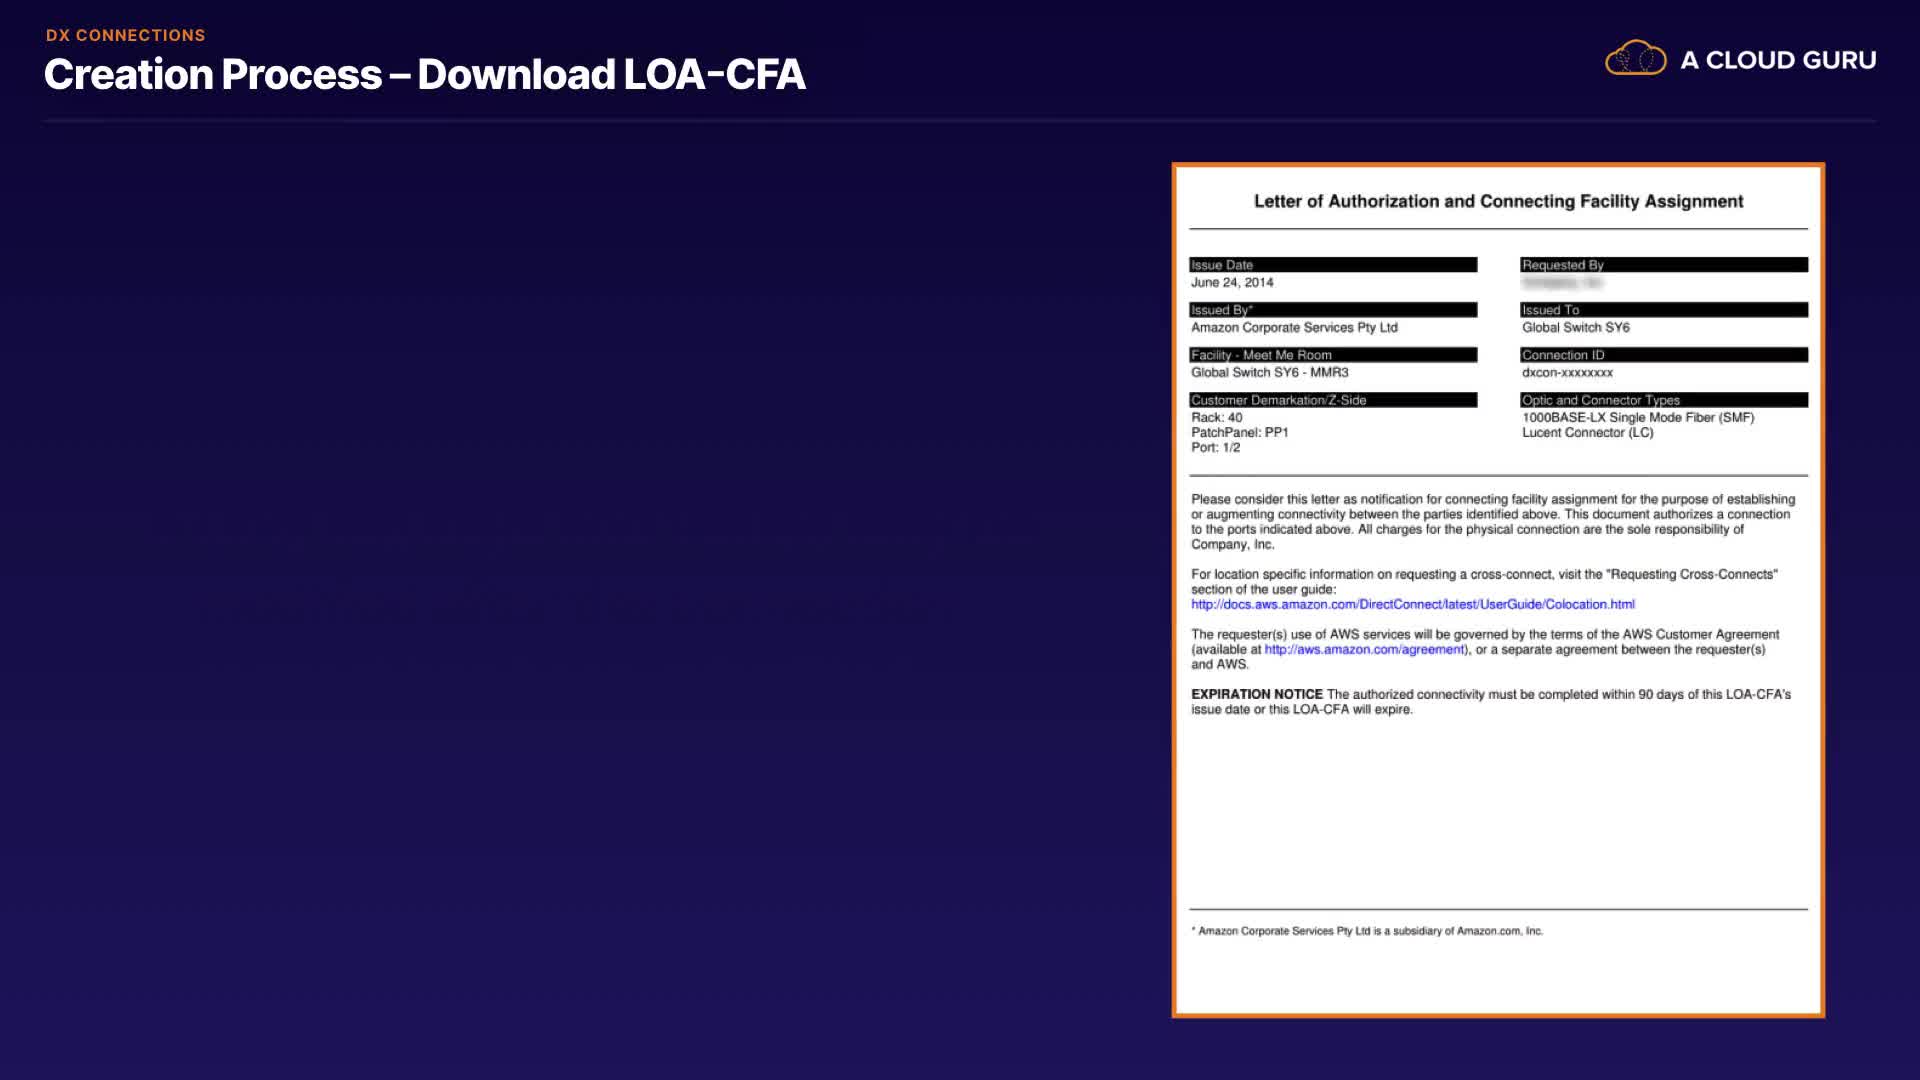 DX CONNECTIONS
Creation Process – Download LOA-CFA
A CLOUD GURU
Letter of Authorization and Connecting Facility Assignment
Issue Date
June 24, 2014
Requested By
Issued By*
Amazon Corporate Services Pty Ltd
Issued To
Global Switch SY6
Facility - Meet Me Room
Global Switch SY6 - MMR3
Connection ID
dxcon-xxxxxxxx
Customer Demarkation/Z-Side
Rack: 40
PatchPanel: PP1
Port: 1/2
Optic and Connector Types
1000BASE-LX Single Mode Fiber (SMF)
Lucent Connector (LC)
Please consider this letter as notification for connecting facility assignment for the purpose of establishing
or augmenting connectivity between the parties identified above. This document authorizes a connection
to the ports indicated above. All charges for the physical connection are the sole responsibility of
Company, Inc.
For location specific information on requesting a cross-connect, visit the "Requesting Cross-Connects"
section of the user guide:
http://docs.aws.amazon.com/DirectConnect/latest/UserGuide/Colocation.html
The requester(s) use of AWS services will be governed by the terms of the AWS Customer Agreement
(available at http://aws.amazon.com/agreement), or a separate agreement between the requester(s)
and AWS.
EXPIRATION NOTICE The authorized connectivity must be completed within 90 days of this LOA-CFA's
issue date or this LOA-CFA will expire.
* Amazon Corporate Services Pty Ltd is a subsidiary of Amazon.com, Inc.